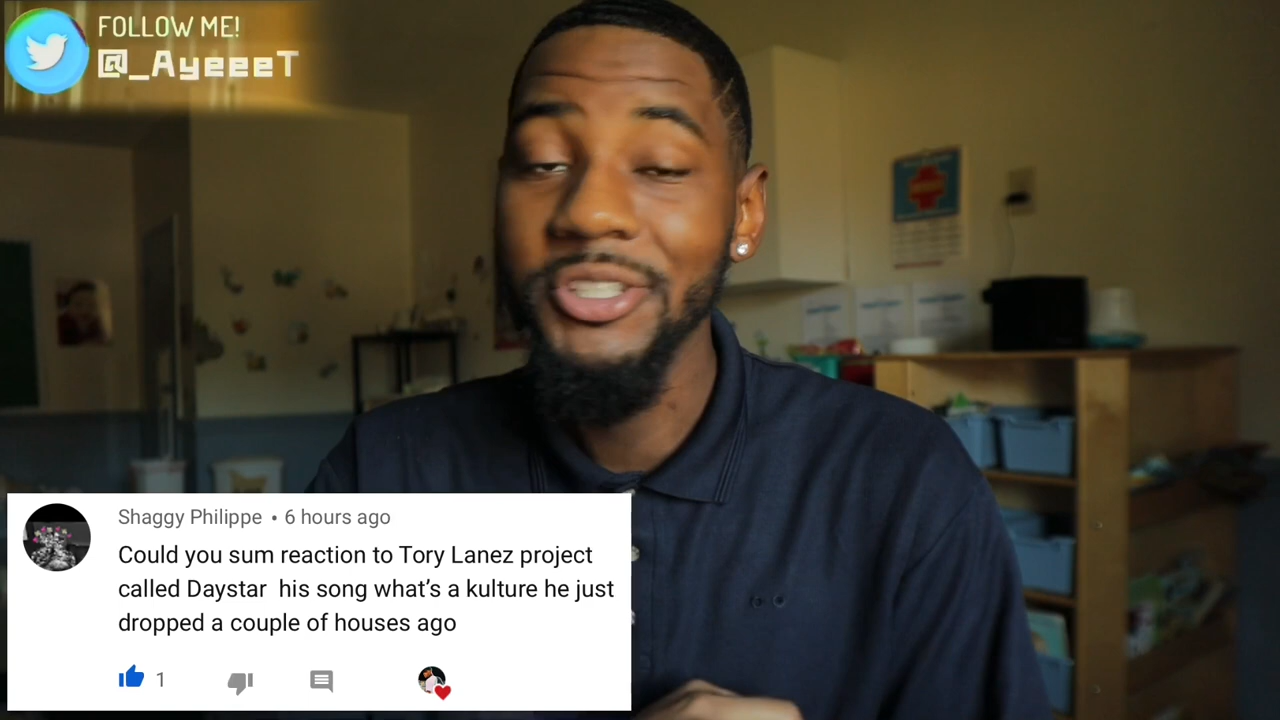 FOLLOW ME!
@_AyeeeT
Shaggy Philippe • 6 hours ago
Could you sum reaction to Tory Lanez project
called Daystar  his song what’s a kulture he just
dropped a couple of houses ago
1